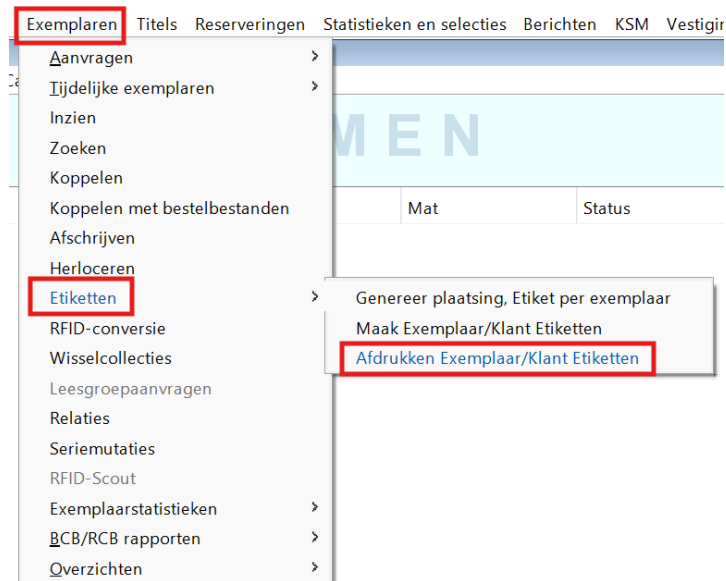 Exemplaren Titels Reserveringen Statistieken en selecties Berichten KSM
Aanvragen
Tijdelijke exemplaren
Inzien
Zoeken
M E N
Koppelen
Koppelen met bestelbestanden
Mat Status
Afschrijven
Herloceren
Etiketten
Genereer plaatsing, Etiket per exemplaar
RFID-conversie
Maak Exemplaar/Klant Etiketten
Wisselcollecties
Afdrukken Exemplaar/Klant Etiketten
Leesgroepaanvragen
Relaties
Seriemutaties
RFID-Scout
Exemplaarstatistieken
BCB/RCB rapporten
Overzichten